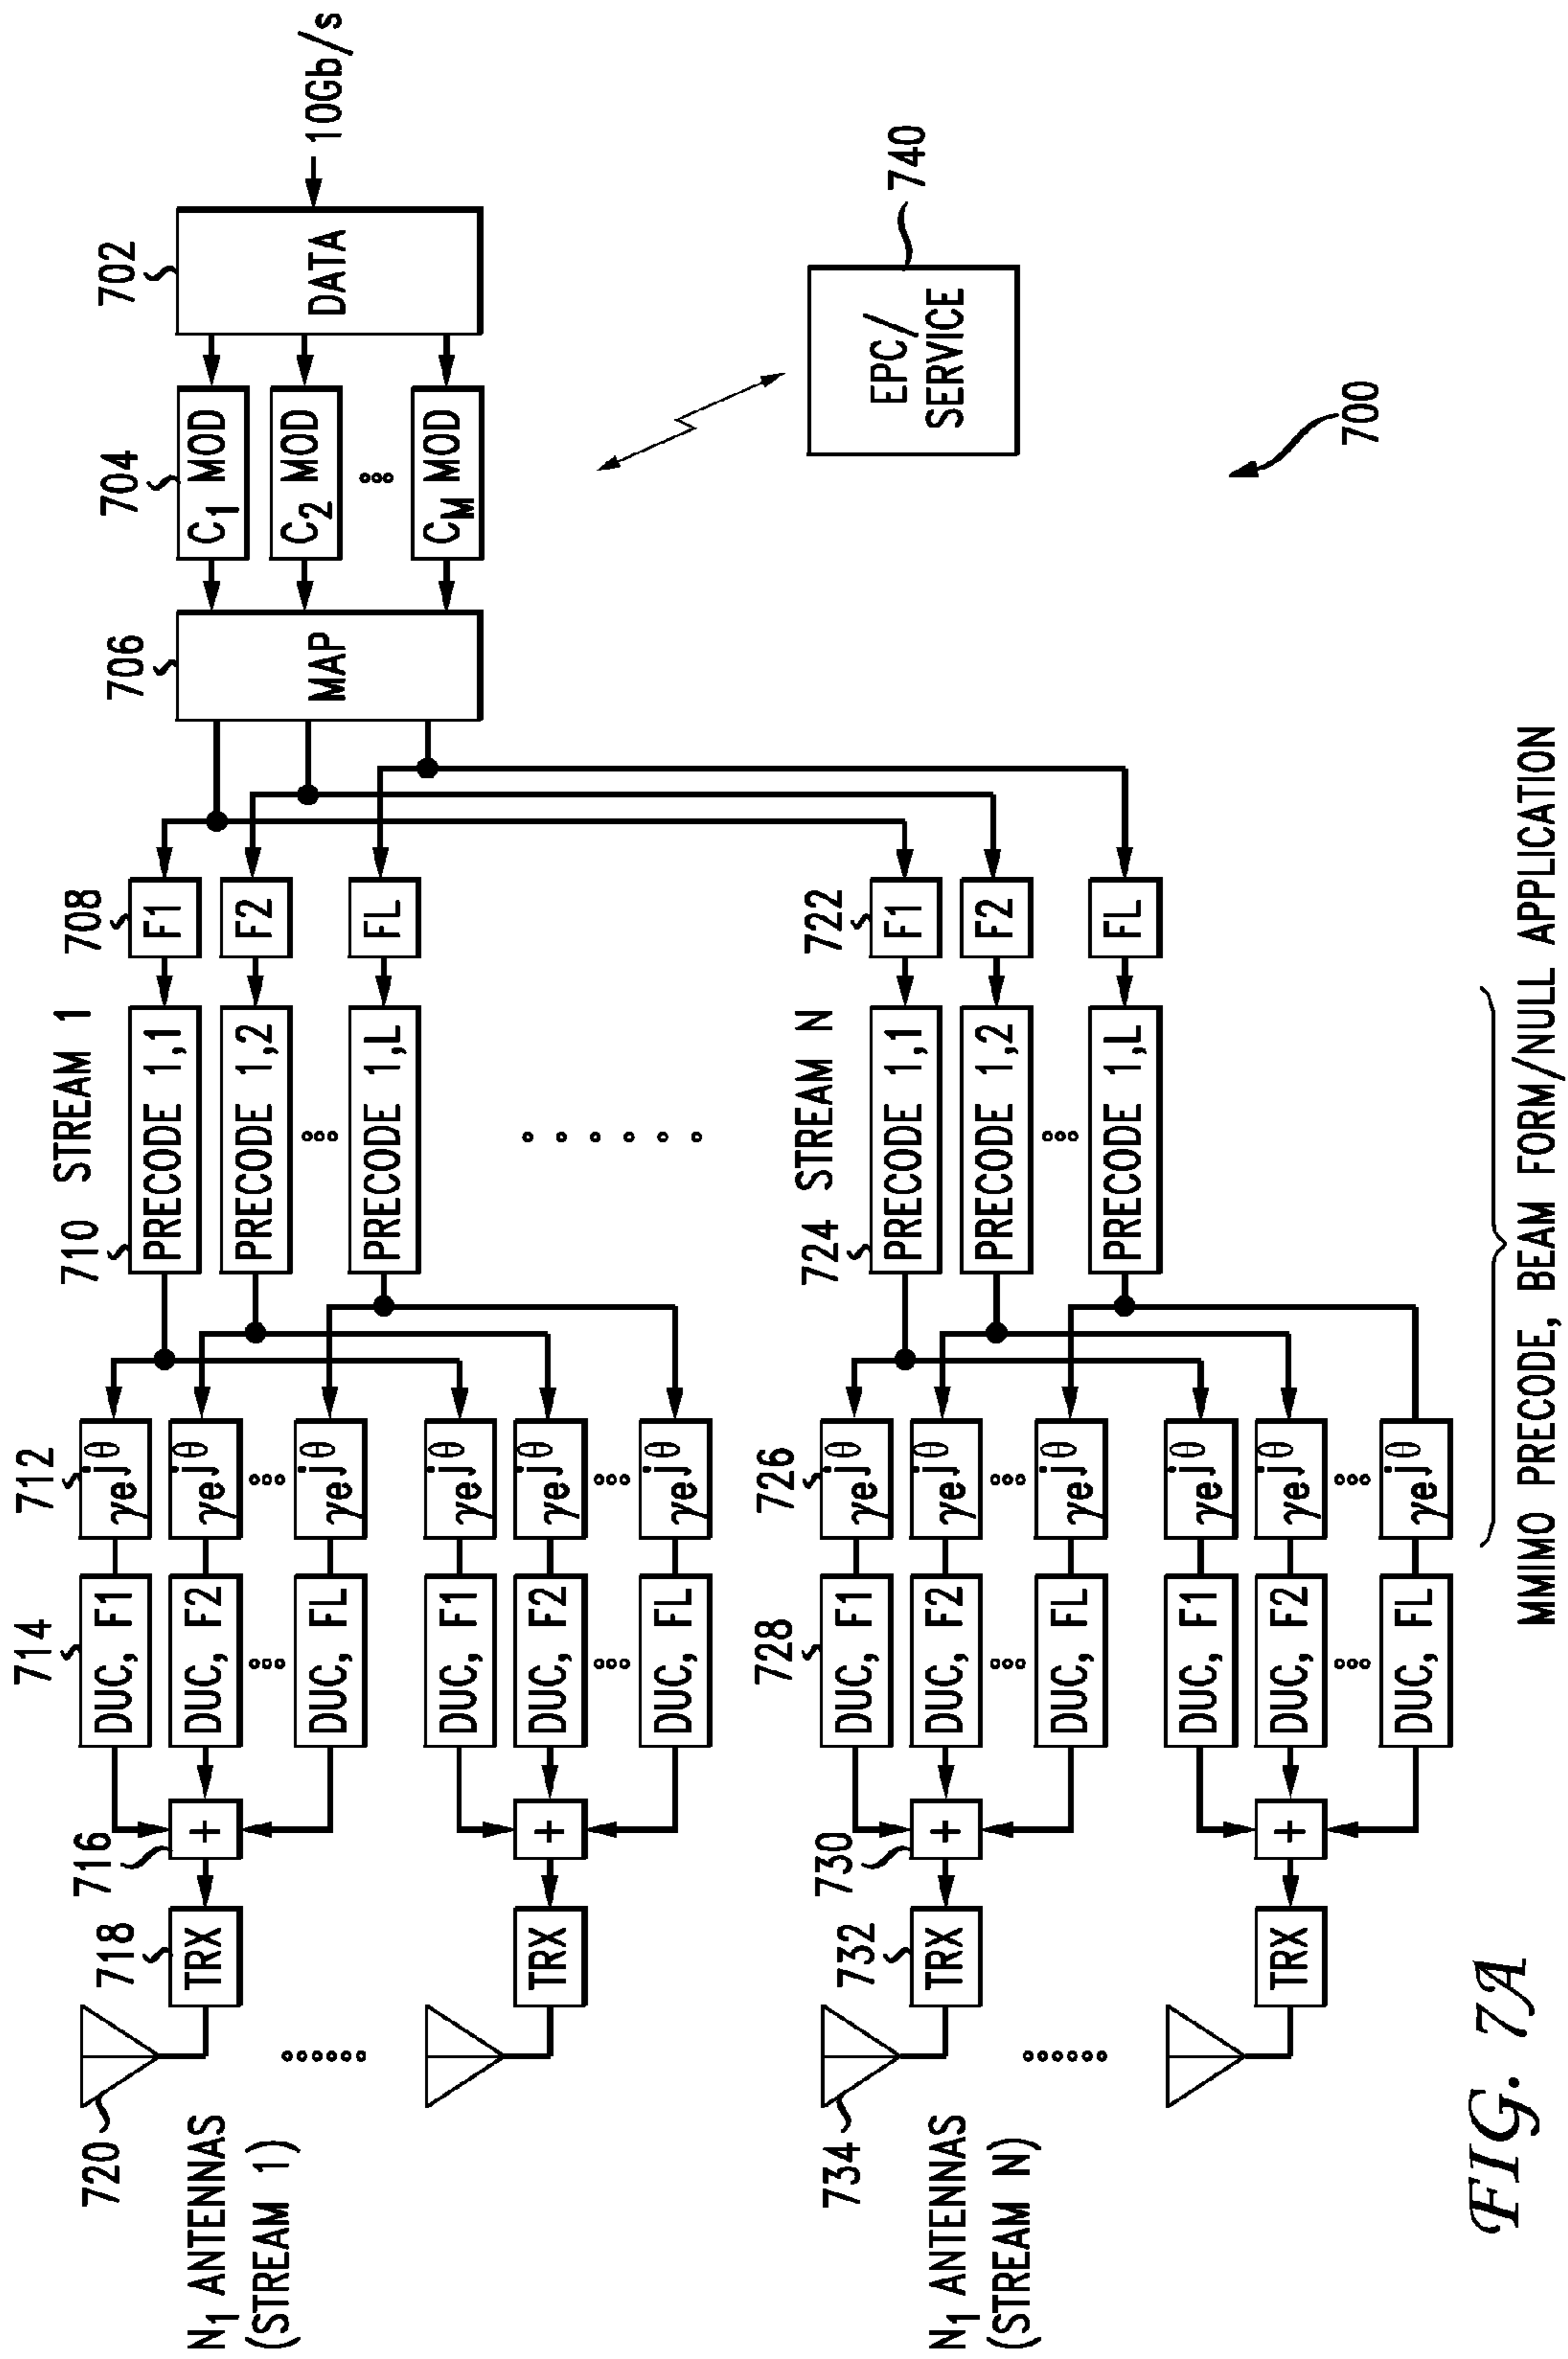 10Gb/s
702
DATA
704
C1 MOD
C2 MOD
CM MOD
706
MAP
EPC/
SERVICE
740
700
708
F1
F2
FL
710 STREAM 1
PRECODE 1,1
PRECODE 1,2
PRECODE 1,L
712
γejθ
γejθ
γejθ
γejθ
γejθ
γejθ
714
DUC, F1
DUC, F2
DUC, FL
DUC, F1
DUC, F2
DUC, FL
716
+
+
718
TRX
TRX
720
N1 ANTENNAS
(STREAM 1)
722
F1
F2
FL
724 STREAM N
PRECODE 1,1
PRECODE 1,2
PRECODE 1,L
726
γejθ
γejθ
γejθ
γejθ
γejθ
γejθ
728
DUC, F1
DUC, F2
DUC, FL
DUC, F1
DUC, F2
DUC, FL
730
+
+
732
TRX
TRX
734
N1 ANTENNAS
(STREAM N)
MMIMO PRECODE, BEAM FORM/NULL APPLICATION
FIG. 7A